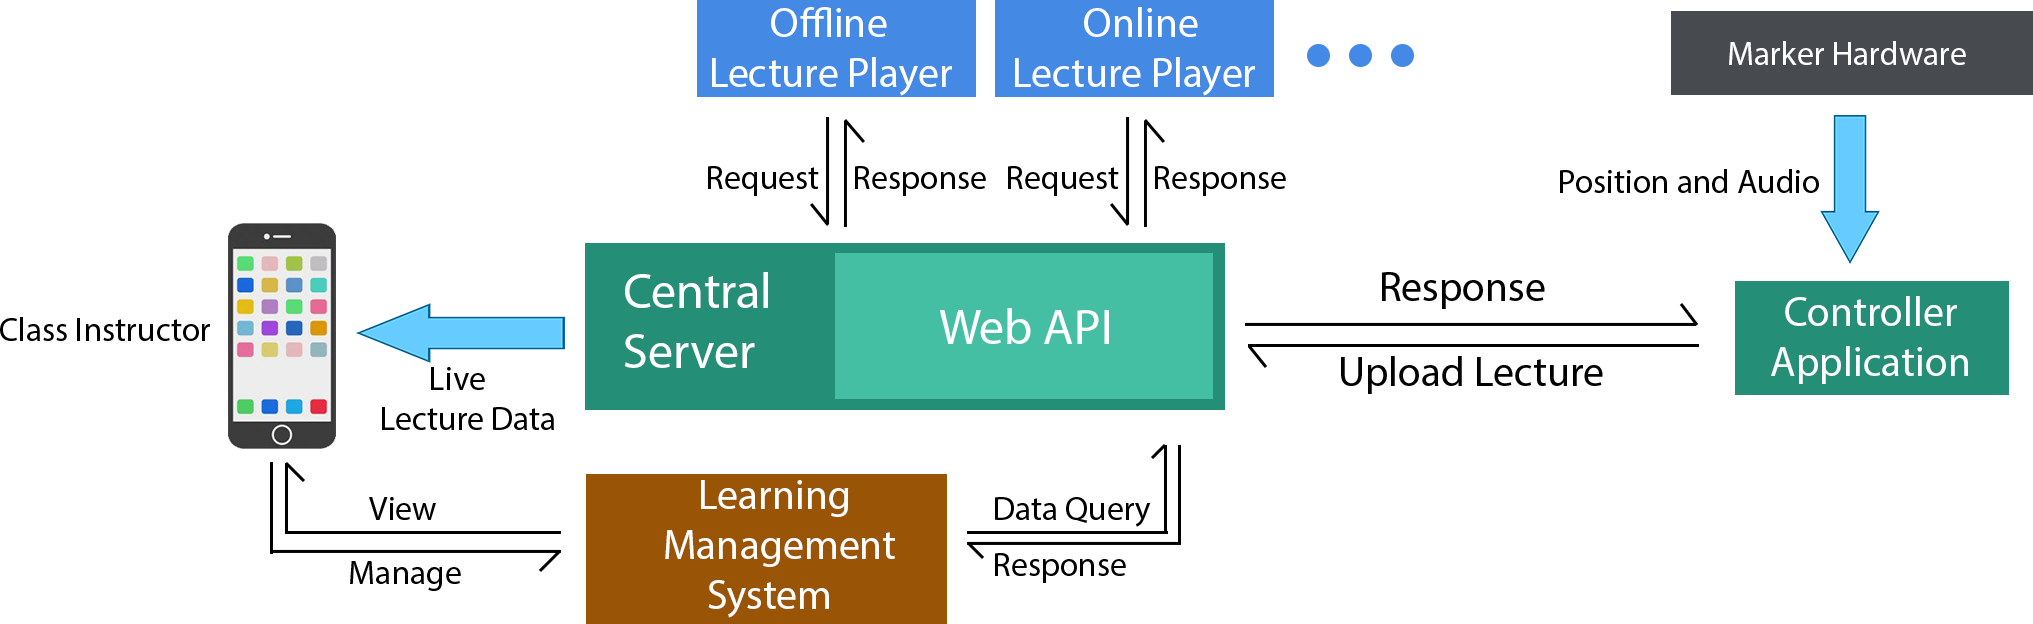 Offline
Lecture Player
Online
Lecture Player
Marker Hardware
Request
Response
Request
Response
Position and Audio
Class Instructor
Live
Lecture Data
Central
Server
Web API
Response
Upload Lecture
Controller
Application
View
Manage
Learning
Management
System
Data Query
Response